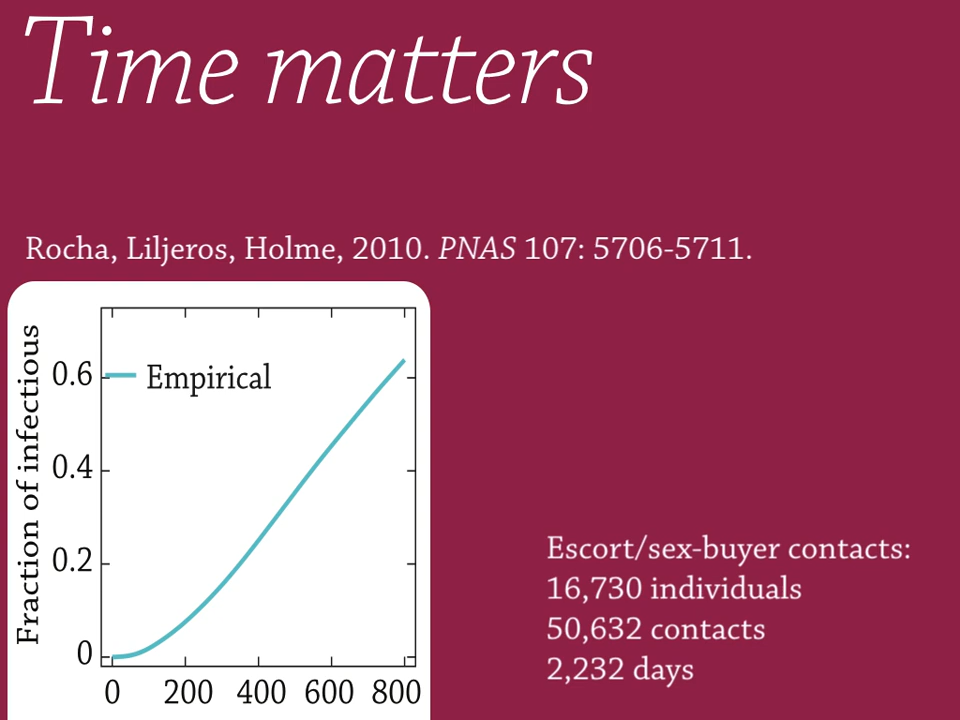 Time matters
Rocha, Liljeros, Holme, 2010. PNAS 107: 5706-5711.
Fraction of infectious
0.6
Empirical
0.4
0.2
0
0 200 400 600 800
Escort/sex-buyer contacts:
16,730 individuals
50,632 contacts
2,232 days